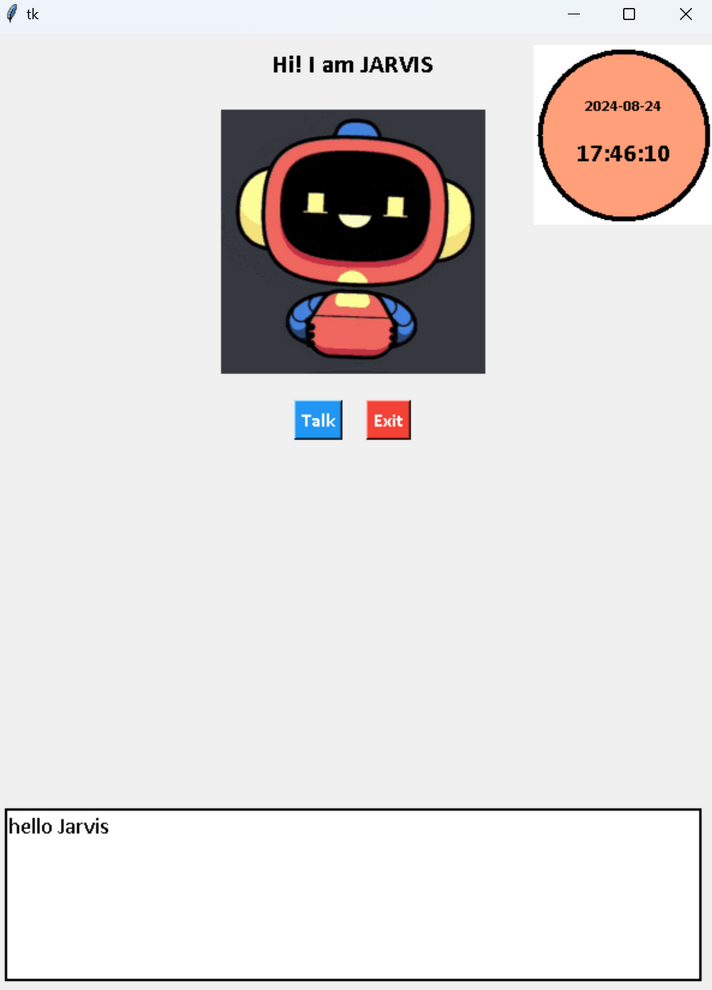 tk
Hi! I am JARVIS
2024-08-24
17:46:10
Talk
Exit
hello Jarvis